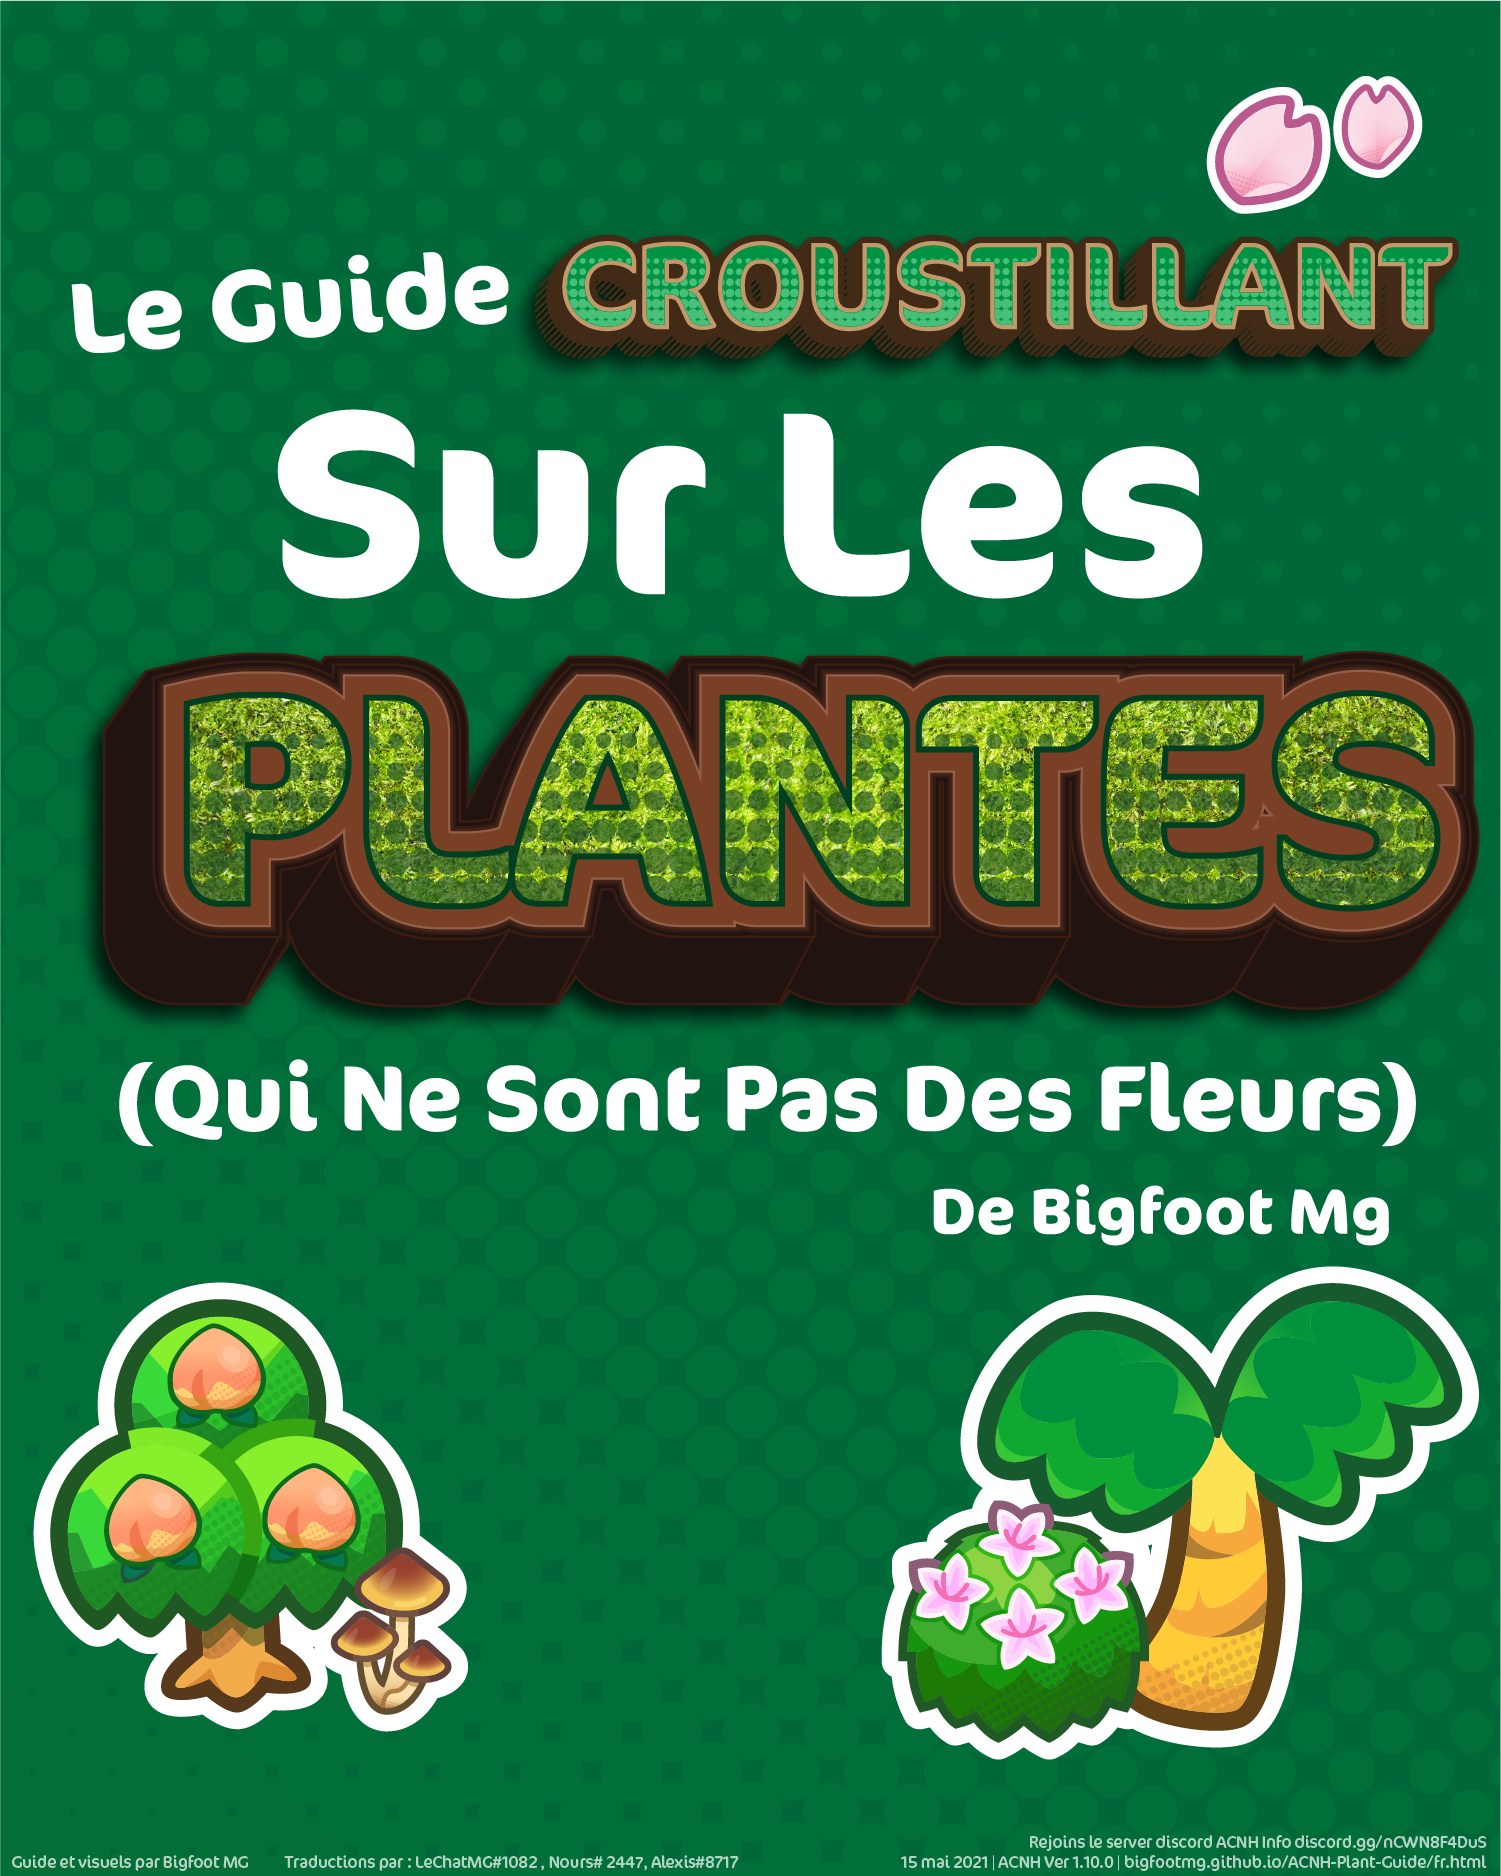 Le Guide CROUSTILLANT
Sur Les
PLANTES
(Qui Ne Sont Pas Des Fleurs)
De Bigfoot Mg
Rejoins le server discord ACNH Info discord.gg/nCWN8F4DuS
Guide et visuels par Bigfoot MG Traductions par : LeChatMG#1082 , Nours# 2447, Alexis#8717 15 mai 2021 | ACNH Ver 1.10.0 | bigfootmg.github.io/ACNH-Plant-Guide/fr.html